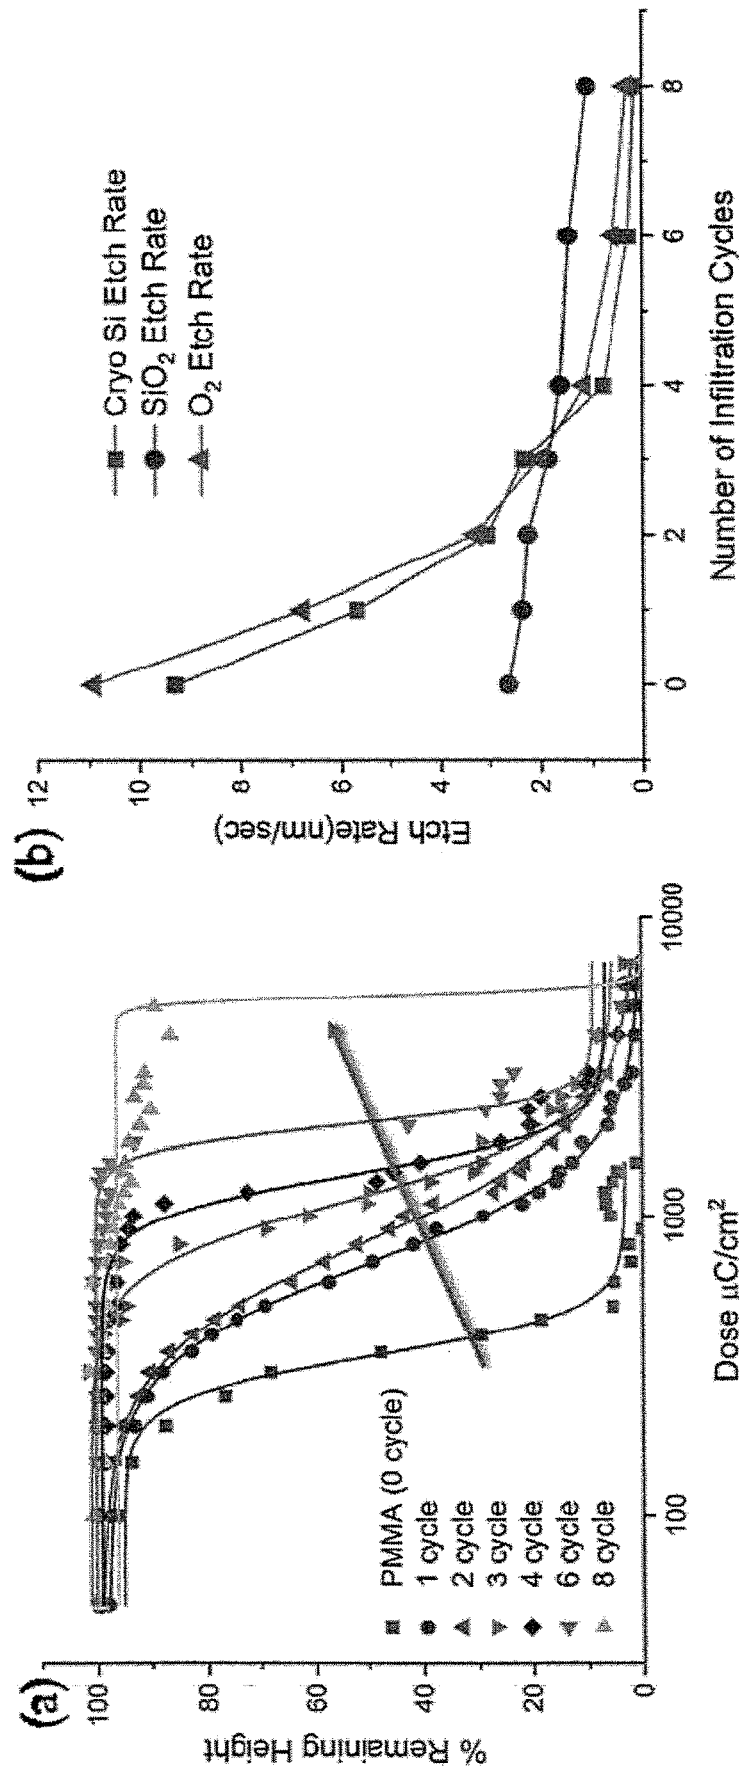 (a)
% Remaining Height
100
80
60
40
20
0
PMMA (0 cycle)
1 cycle
2 cycle
3 cycle
4 cycle
6 cycle
8 cycle
100
1000
10000
Dose µC/cm²
(b)
Etch Rate(nm/sec)
12
10
8
6
4
2
0
Cryo Si Etch Rate
SiO₂ Etch Rate
O₂ Etch Rate
0
2
4
6
8
Number of Infiltration Cycles